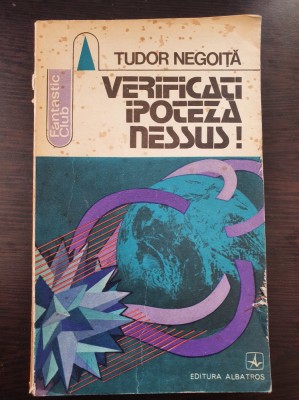 TUDOR NEGOIȚĂ
VERIFICAȚI
IPOTEZA
NESSUS!
Fantastic
Club
EDITURA ALBATROS